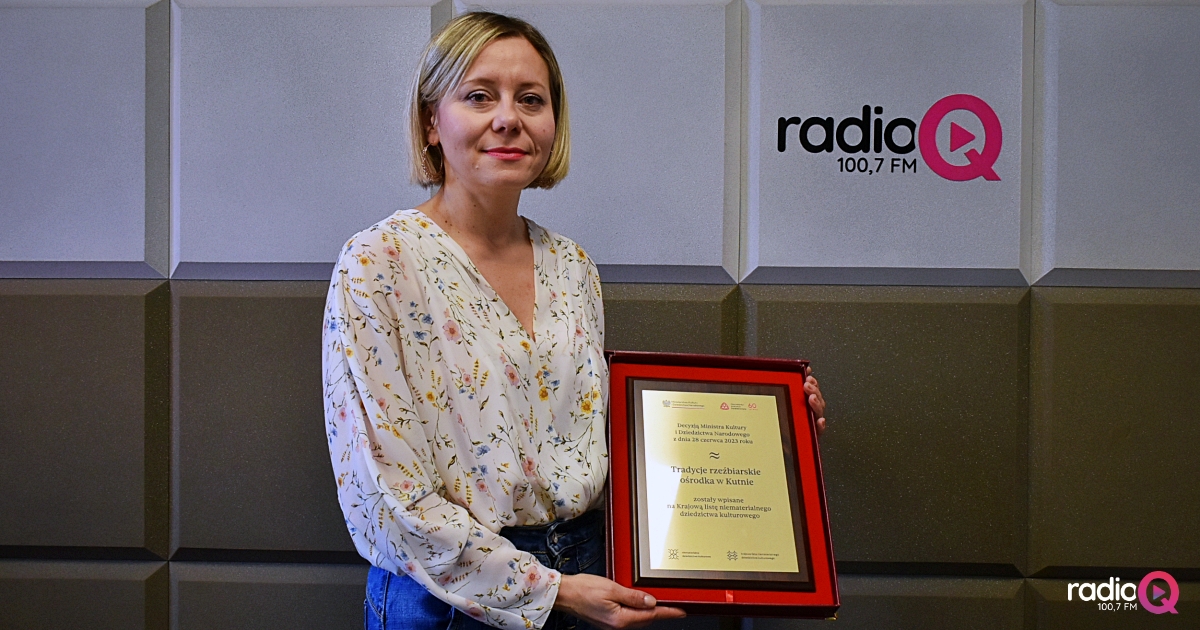 radio Q
100,7 FM
Decyzją Ministra Kultury
i Dziedzictwa Narodowego
z dnia 28 czerwca 2023 roku
Tradycje rzeźbiarskie
ośrodka w Kutnie
zostały wpisane
na Krajową listę niematerialnego
dziedzictwa kulturowego
radio Q
100,7 FM